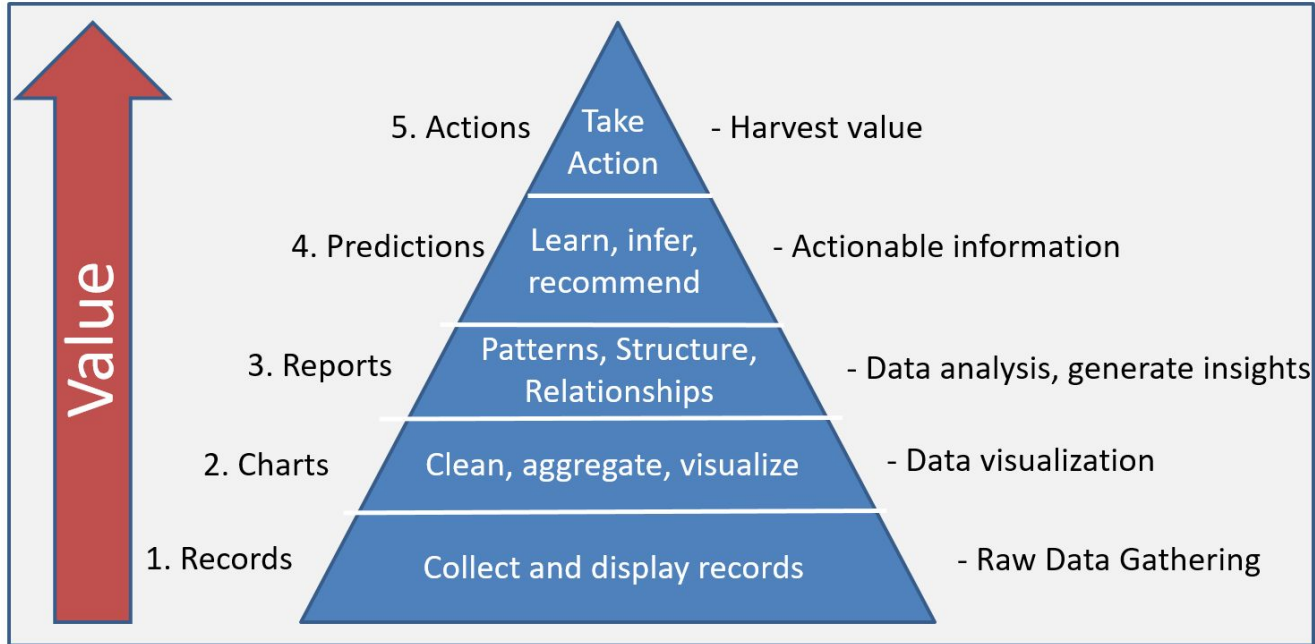 Value
5. Actions
Take
Action
- Harvest value
4. Predictions
Learn, infer,
recommend
- Actionable information
3. Reports
Patterns, Structure,
Relationships
- Data analysis, generate insights
2. Charts
Clean, aggregate, visualize
- Data visualization
1. Records
Collect and display records
- Raw Data Gathering